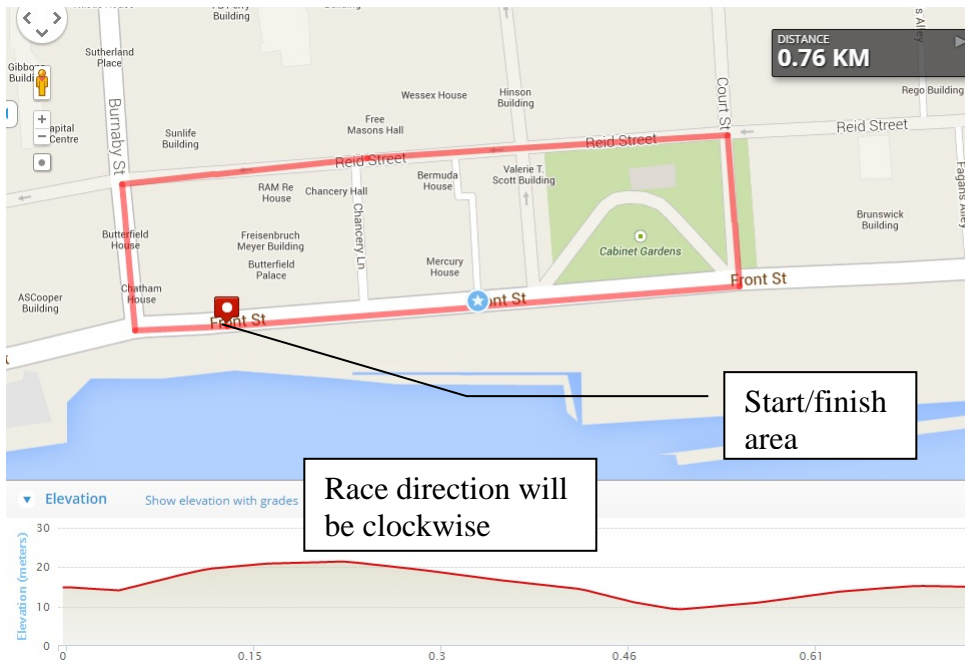 Building
Building
Sutherland
Place
Gibbons
Building
Burnaby St
Capital
Centre
Sunlife
Building
Wessex House
Hinson
Building
Free
Masons Hall
Court St
DISTANCE
0.76 KM
Rego Building
Reid Street
Reid Street
Reid Street
RAM Re
House
Chancery Hall
Bermuda
House
Valerie T.
Scott Building
Chancery Ln
Fagans Alley
Butterfield
House
Freisenbruch
Meyer Building
Butterfield
Palace
Mercury
House
Cabinet Gardens
Brunswick
Building
ASCooper
Building
Chatham
House
Front St
Front St
Front St
Start/finish
area
Race direction will
be clockwise
Elevation
Show elevation with grades
Elevation (meters)
30
20
10
0
0
0.15
0.3
0.46
0.61